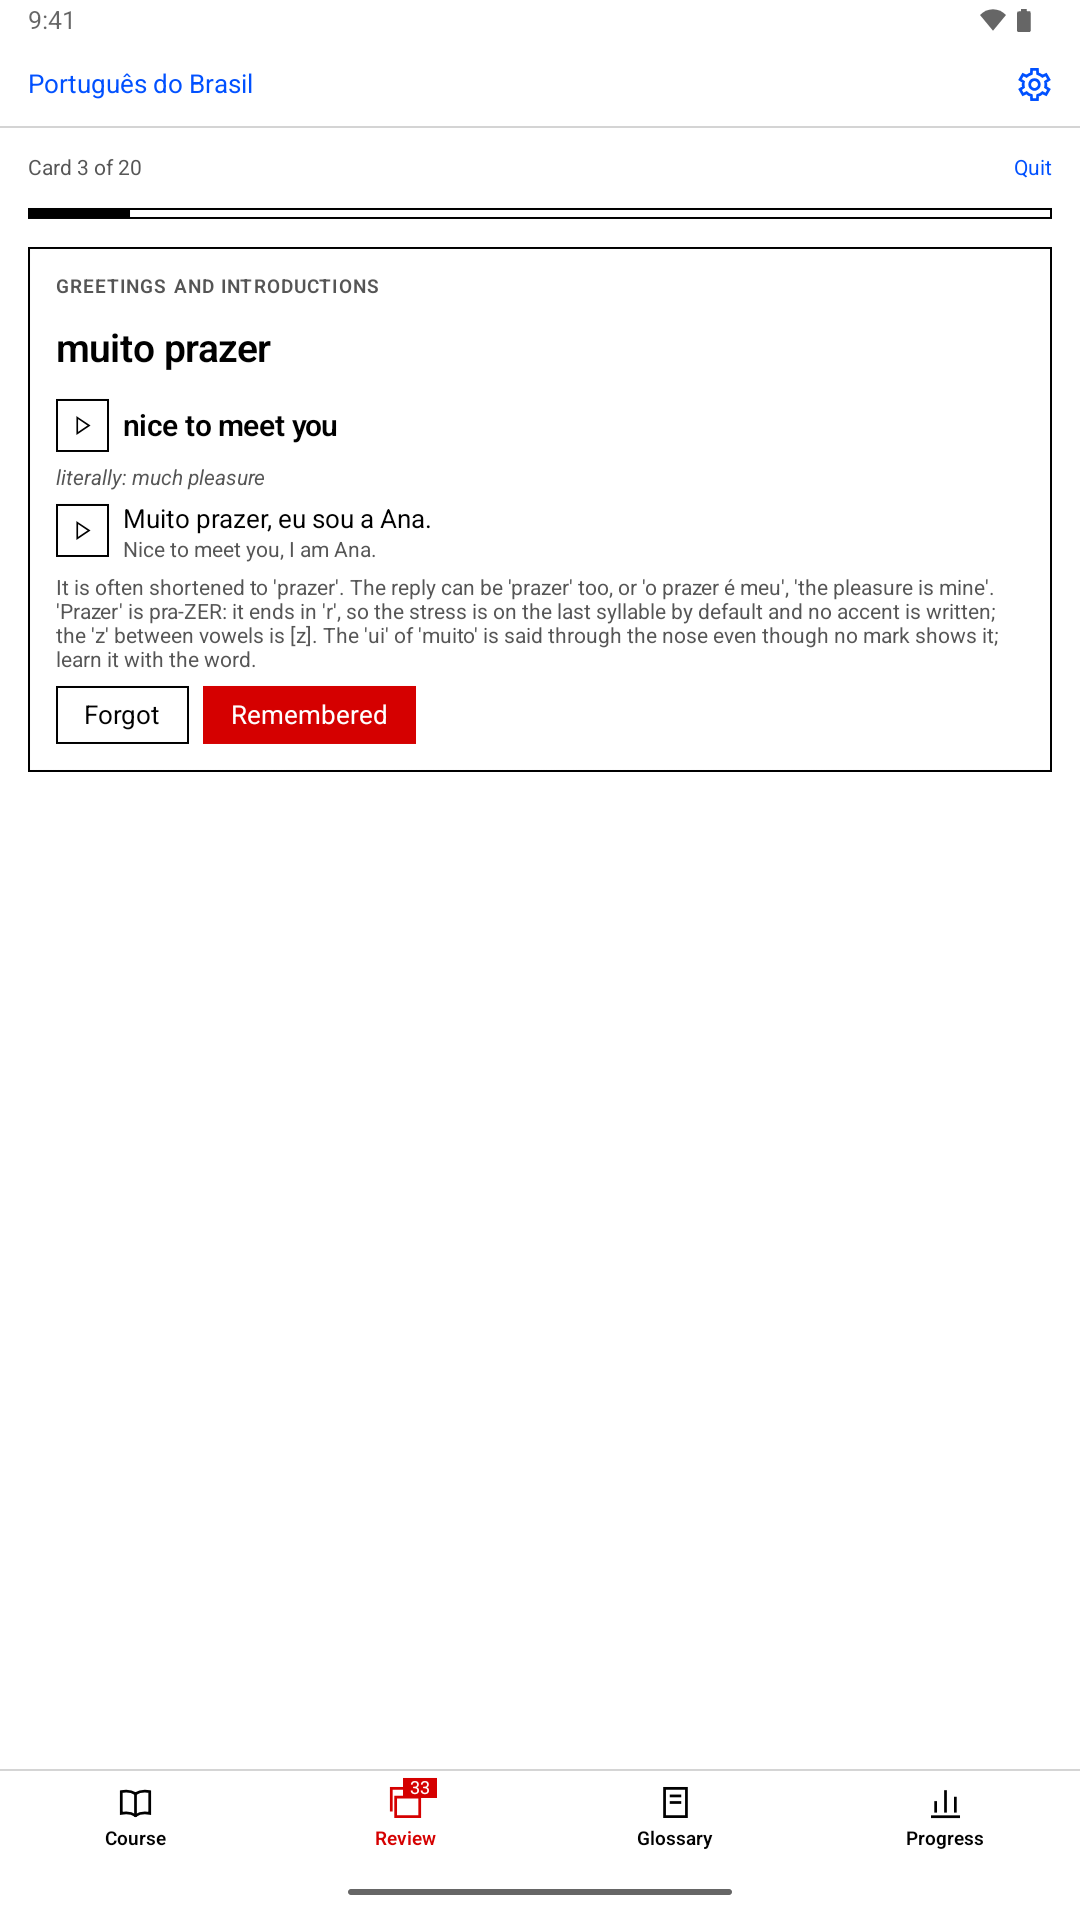 9:41
Português do Brasil
Card 3 of 20
Quit
GREETINGS AND INTRODUCTIONS
muito prazer
nice to meet you
literally: much pleasure
Muito prazer, eu sou a Ana.
Nice to meet you, I am Ana.
It is often shortened to 'prazer'. The reply can be 'prazer' too, or 'o prazer é meu', 'the pleasure is mine'.
'Prazer' is pra-ZER: it ends in 'r', so the stress is on the last syllable by default and no accent is written;
the 'z' between vowels is [z]. The 'ui' of 'muito' is said through the nose even though no mark shows it;
learn it with the word.
Forgot
Remembered
33
Course
Review
Glossary
Progress